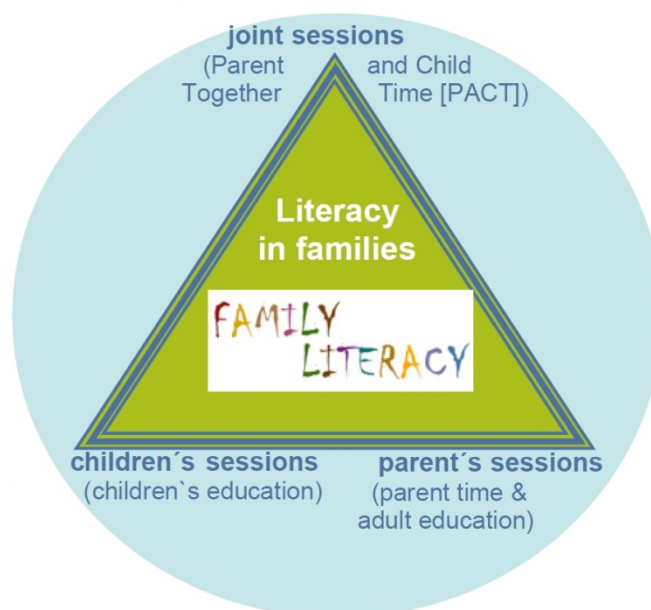 joint sessions
(Parent and Child
Together Time [PACT])
Literacy
in families
FAMILY
LITERACY
children´s sessions
(children`s education)
parent´s sessions
(parent time &
adult education)